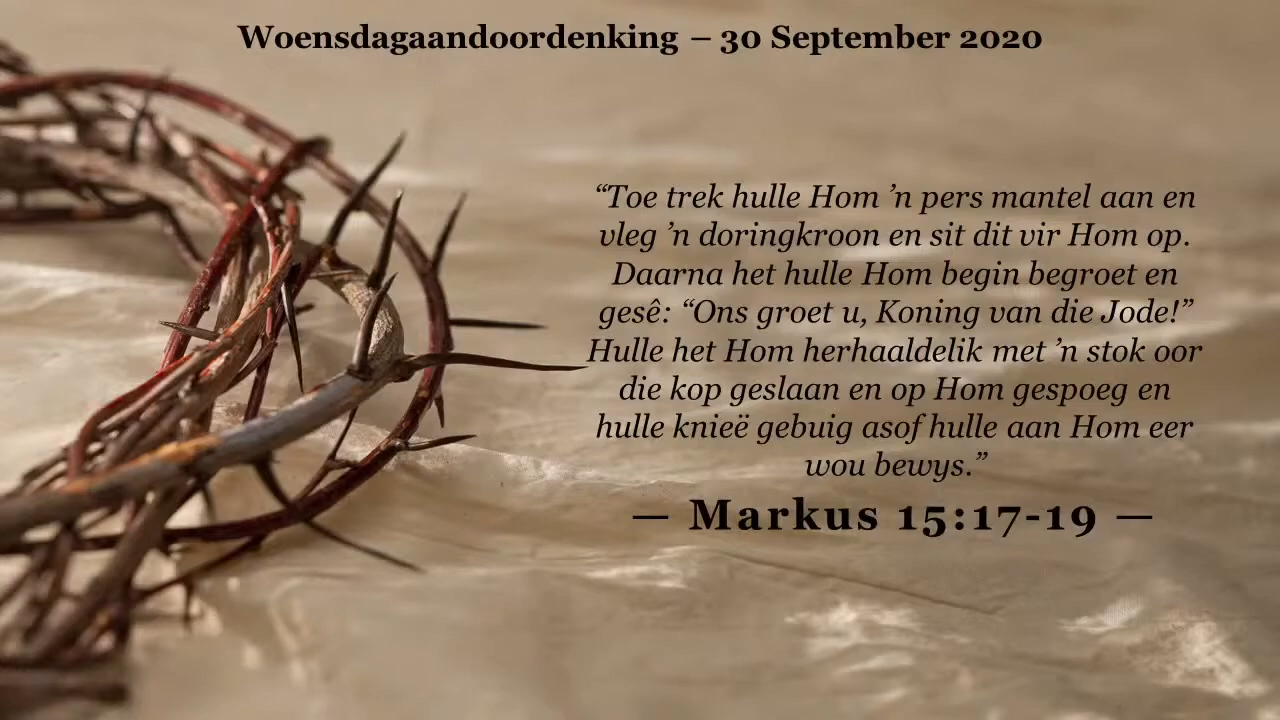 Woensdagaandoordenking – 30 September 2020
“Toe trek hulle Hom ’n pers mantel aan en
vleg ’n doringkroon en sit dit vir Hom op.
Daarna het hulle Hom begin begroet en
gesê: “Ons groet u, Koning van die Jode!”
Hulle het Hom herhaaldelik met ’n stok oor
die kop geslaan en op Hom gespoeg en
hulle knieë gebuig asof hulle aan Hom eer
wou bewys.”
— Markus 15:17-19 —